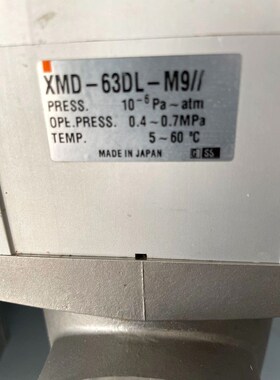 XMD-63DL-M9//
PRESS. 10⁻⁶Pa~atm
OPE.PRESS. 0.4~0.7MPa
TEMP. 5~60 ℃
MADE IN JAPAN SS